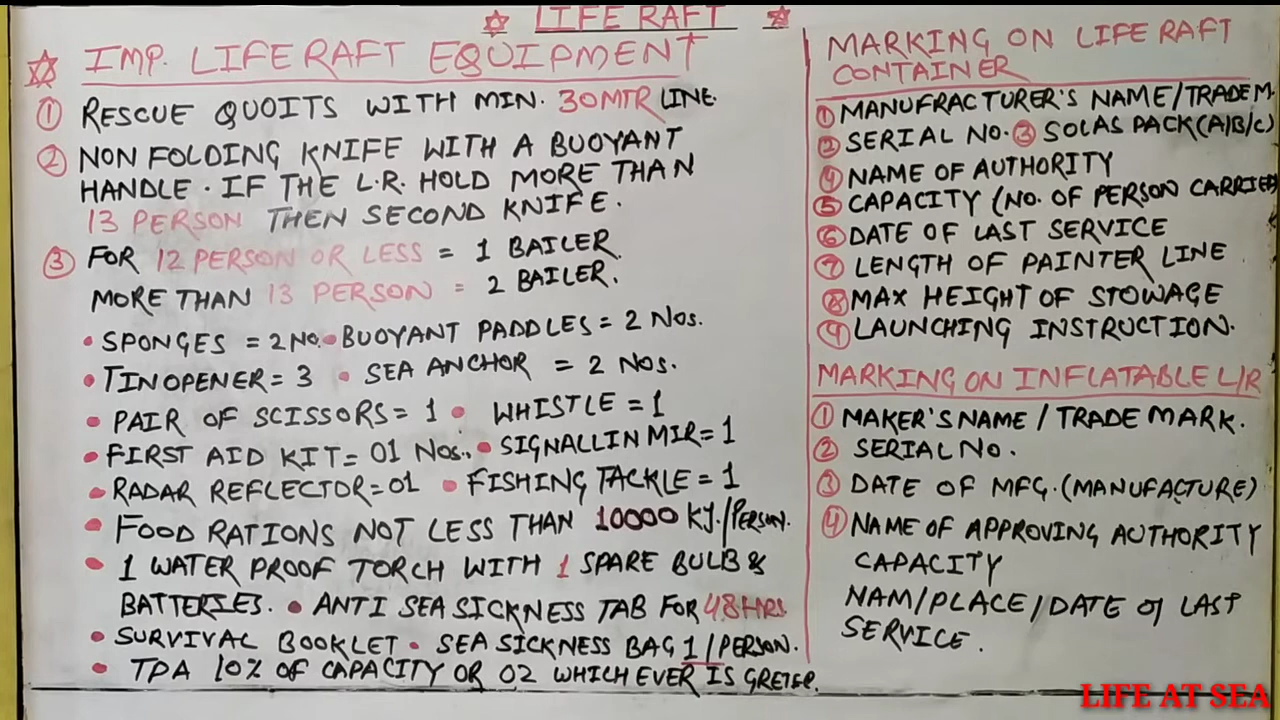 LIFE RAFT
IMP. LIFE RAFT EQUIPMENT
① RESCUE QUOITS WITH MIN. 30MTR LINE.
② NON FOLDING KNIFE WITH A BUOYANT
HANDLE. IF THE L.R. HOLD MORE THAN
13 PERSON THEN SECOND KNIFE.
③ FOR 12 PERSON OR LESS = 1 BAILER.
MORE THAN 13 PERSON = 2 BAILER.
• SPONGES = 2 NO. • BUOYANT PADDLES = 2 NOS.
• TIN OPENER = 3 • SEA ANCHOR = 2 NOS.
• PAIR OF SCISSORS = 1 • WHISTLE = 1
• FIRST AID KIT = 01 NOS.. • SIGNALLIN MIR = 1
• RADAR REFLECTOR = 01 • FISHING TACKLE = 1
• FOOD RATIONS NOT LESS THAN 10000 KJ./PERSON.
• 1 WATER PROOF TORCH WITH 1 SPARE BULB &
BATTERIES. • ANTI SEA SICKNESS TAB FOR 48 HRS
• SURVIVAL BOOKLET • SEA SICKNESS BAG 1/PERSON.
• TPA 10% OF CAPACITY OR 02 WHICH EVER IS GRETER.
MARKING ON LIFE RAFT
CONTAINER
① MANUFRACTURER'S NAME/TRADE M.
② SERIAL NO. ③ SOLAS PACK (A/B/C)
④ NAME OF AUTHORITY
⑤ CAPACITY (NO. OF PERSON CARRIED)
⑥ DATE OF LAST SERVICE
⑦ LENGTH OF PAINTER LINE
⑧ MAX HEIGHT OF STOWAGE
⑨ LAUNCHING INSTRUCTION.
MARKING ON INFLATABLE L/R
① MAKER'S NAME / TRADE MARK.
② SERIAL NO.
③ DATE OF MFG. (MANUFACTURE)
④ NAME OF APPROVING AUTHORITY
CAPACITY
NAM/PLACE/DATE of LAST
SERVICE.
LIFE AT SEA